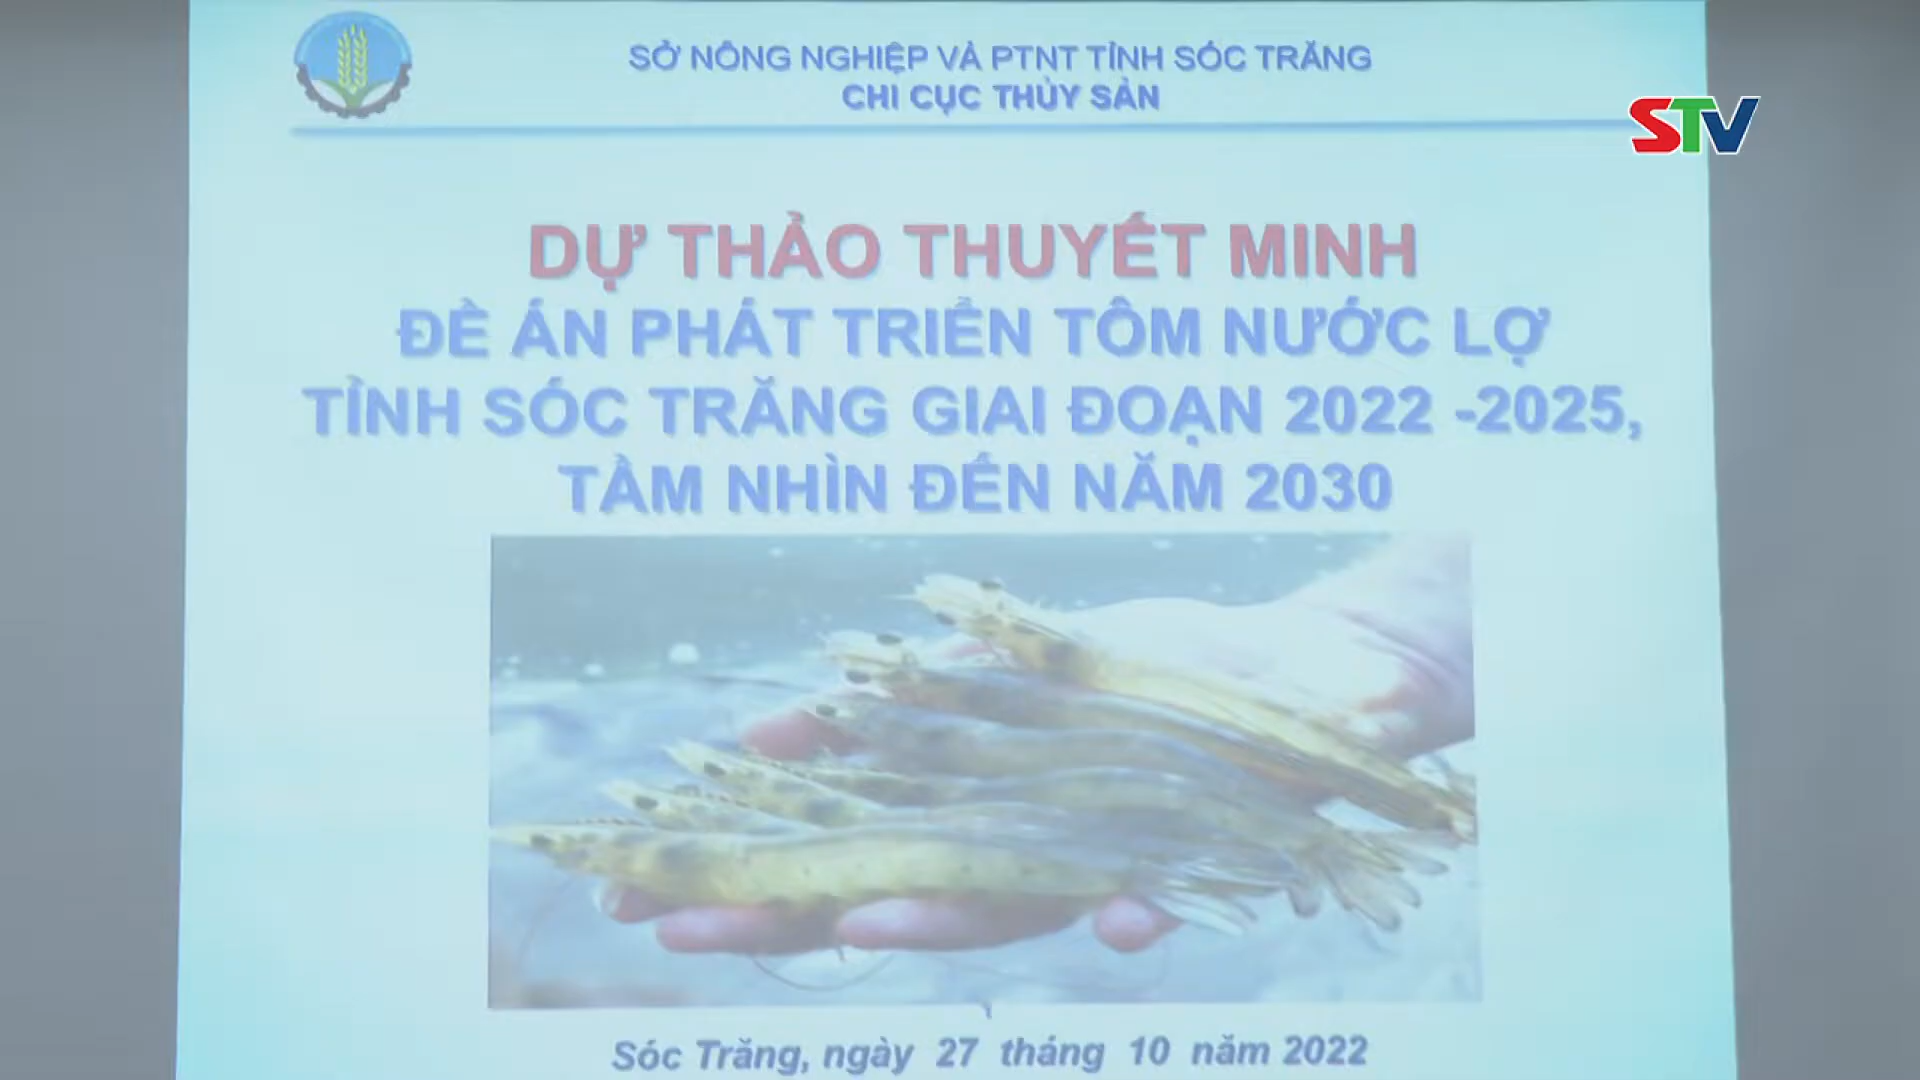 SỞ NÔNG NGHIỆP VÀ PTNT TỈNH SÓC TRĂNG
CHI CỤC THỦY SẢN
STV
DỰ THẢO THUYẾT MINH
ĐỀ ÁN PHÁT TRIỂN TÔM NƯỚC LỢ
TỈNH SÓC TRĂNG GIAI ĐOẠN 2022 -2025,
TẦM NHÌN ĐẾN NĂM 2030
Sóc Trăng, ngày 27 tháng 10 năm 2022